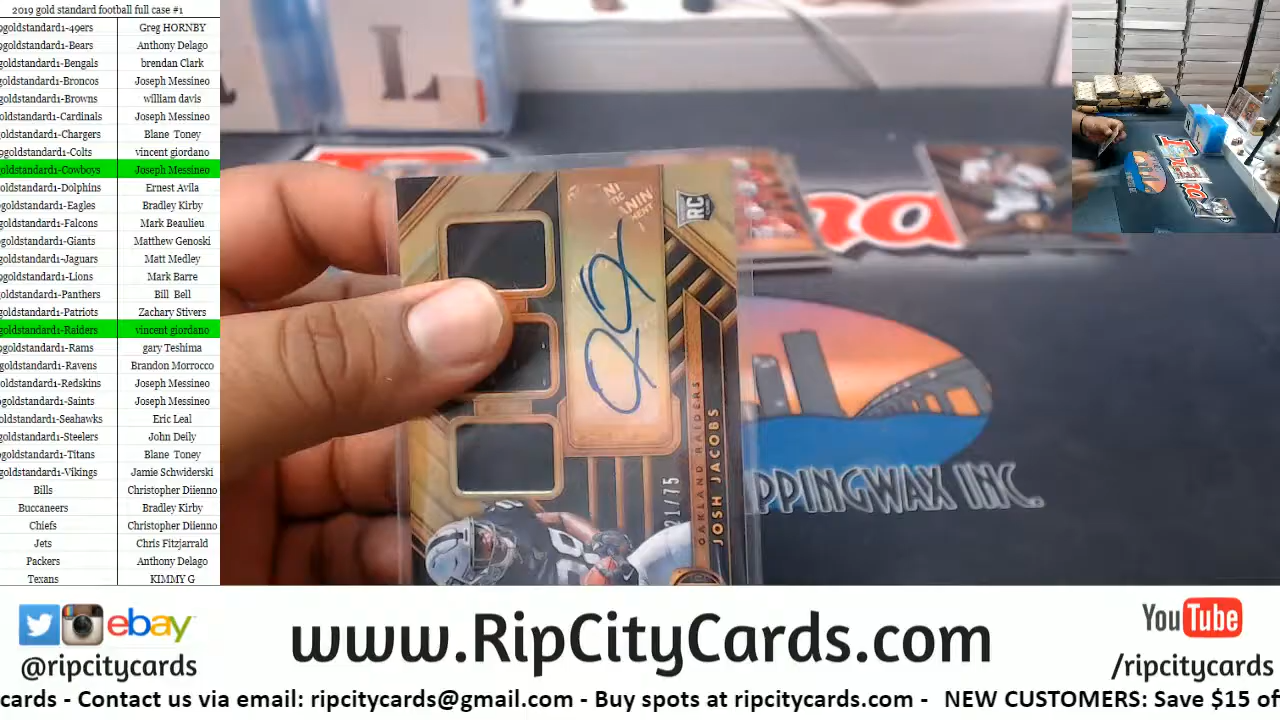 2019 gold standard football full case #1
9goldstandard1-49ers Greg HORNBY
goldstandard1-Bears Anthony Delago
goldstandard1-Bengals brendan Clark
goldstandard1-Broncos Joseph Messineo
goldstandard1-Browns william davis
goldstandard1-Cardinals Joseph Messineo
goldstandard1-Chargers Blane Toney
9goldstandard1-Colts vincent giordano
goldstandard1-Cowboys Joseph Messineo
goldstandard1-Dolphins Ernest Avila
goldstandard1-Eagles Bradley Kirby
goldstandard1-Falcons Mark Beaulieu
goldstandard1-Giants Matthew Genoski
goldstandard1-Jaguars Matt Medley
goldstandard1-Lions Mark Barre
goldstandard1-Panthers Bill Bell
goldstandard1-Patriots Zachary Stivers
goldstandard1-Raiders vincent giordano
9goldstandard1-Rams gary Teshima
goldstandard1-Ravens Brandon Morrocco
goldstandard1-Redskins Joseph Messineo
goldstandard1-Saints Joseph Messineo
oldstandard1-Seahawks Eric Leal
goldstandard1-Steelers John Deily
goldstandard1-Titans Blane Toney
goldstandard1-Vikings Jamie Schwiderski
Bills Christopher Diienno
Buccaneers Bradley Kirby
Chiefs Christopher Diienno
Jets Chris Fitzjarrald
Packers Anthony Delago
Texans KIMMY G
RC
OAKLAND RAIDERS
JOSH JACOBS
21/75
PPINGWAX INC.
ebay
@ripcitycards
www.RipCityCards.com
YouTube
/ripcitycards
cards - Contact us via email: ripcitycards@gmail.com - Buy spots at ripcitycards.com - NEW CUSTOMERS: Save $15 of